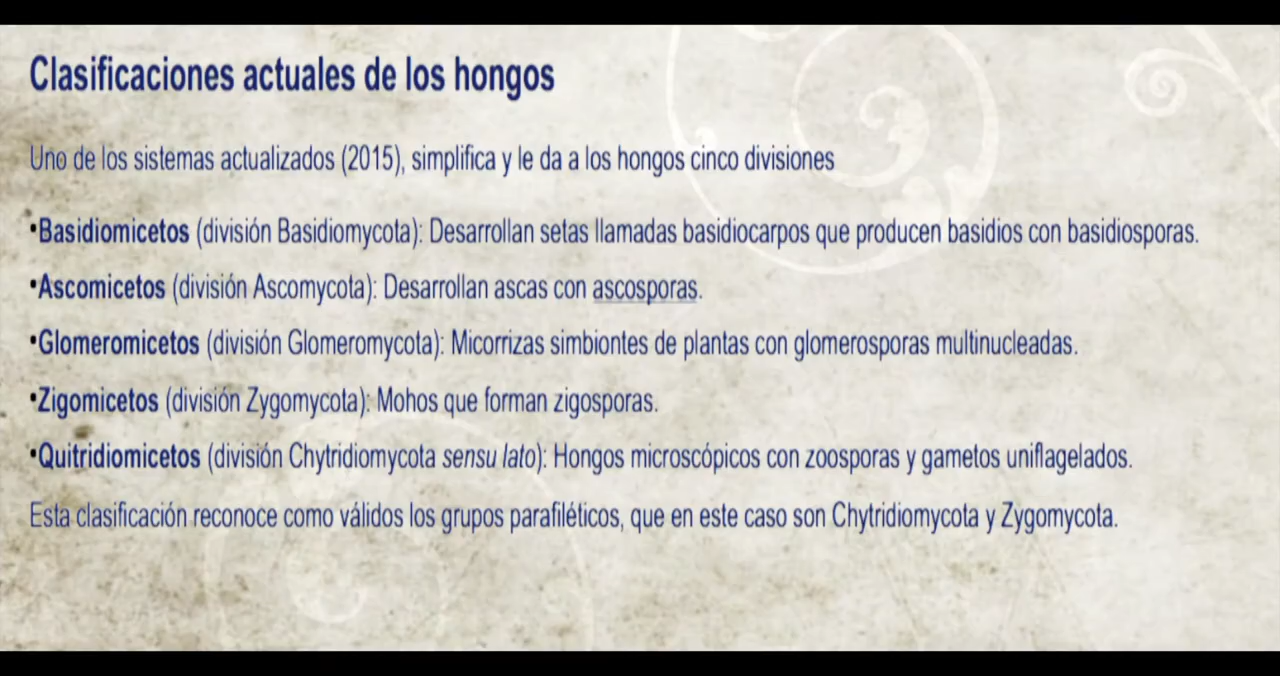 Clasificaciones actuales de los hongos
Uno de los sistemas actualizados (2015), simplifica y le da a los hongos cinco divisiones
•Basidiomicetos (división Basidiomycota): Desarrollan setas llamadas basidiocarpos que producen basidios con basidiosporas.
•Ascomicetos (división Ascomycota): Desarrollan ascas con ascosporas.
•Glomeromicetos (división Glomeromycota): Micorrizas simbiontes de plantas con glomerosporas multinucleadas.
•Zigomicetos (división Zygomycota): Mohos que forman zigosporas.
•Quitridiomicetos (división Chytridiomycota sensu lato): Hongos microscópicos con zoosporas y gametos uniflagelados.
Esta clasificación reconoce como válidos los grupos parafiléticos, que en este caso son Chytridiomycota y Zygomycota.